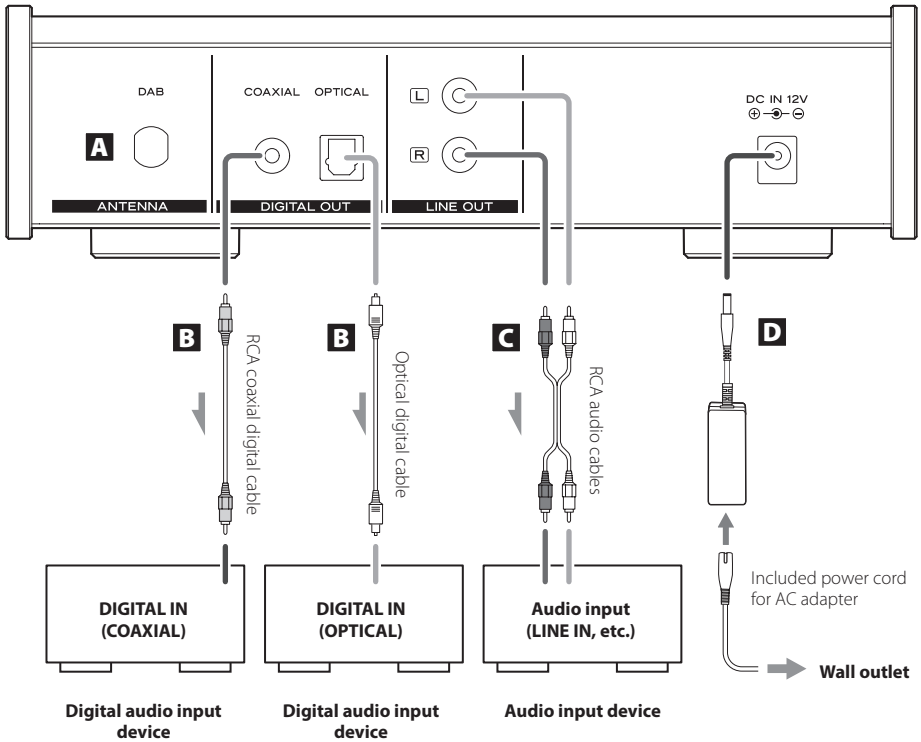 DAB
COAXIAL OPTICAL
L
R
DC IN 12V
A
ANTENNA
DIGITAL OUT
LINE OUT
B
RCA coaxial digital cable
B
Optical digital cable
C
RCA audio cables
D
Included power cord
for AC adapter
Wall outlet
DIGITAL IN
(COAXIAL)
DIGITAL IN
(OPTICAL)
Audio input
(LINE IN, etc.)
Digital audio input
device
Digital audio input
device
Audio input device